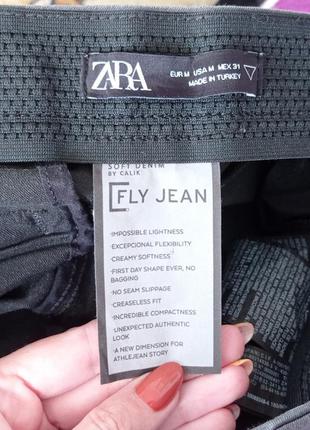 ZARA
EUR M USA M MEX 31
MADE IN TURKEY
SOFT DENIM
BY CALIK
FLY JEAN
·IMPOSSIBLE LIGHTNESS
·EXCEPTIONAL FLEXIBILITY
·CREAMY SOFTNESS
·FIRST DAY SHAPE EVER, NO
BAGGING
·NO SEAM SLIPPAGE
·CREASELESS FIT
·INCREDIBLE COMPACTNESS
·UNEXPECTED AUTHENTIC
LOOK
·A NEW DIMENSION FOR
ATHLEJEAN STORY